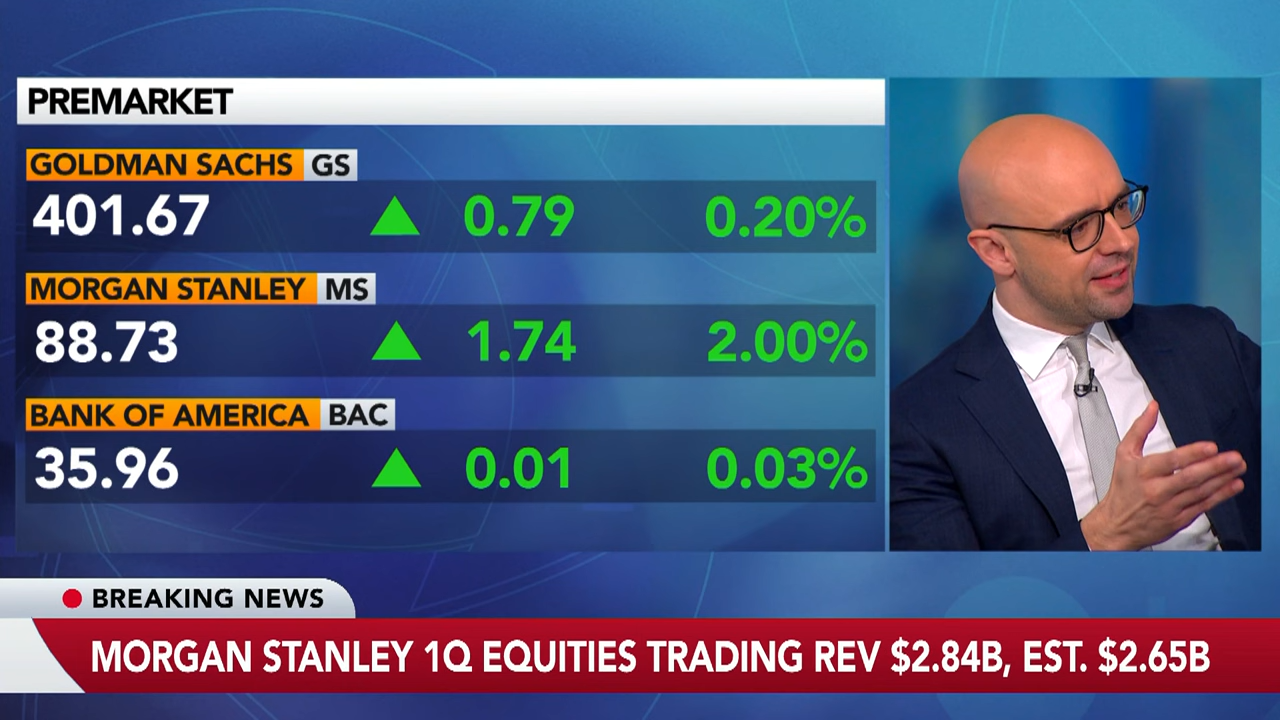 PREMARKET
GOLDMAN SACHS GS
401.67 ▲ 0.79 0.20%
MORGAN STANLEY MS
88.73 ▲ 1.74 2.00%
BANK OF AMERICA BAC
35.96 ▲ 0.01 0.03%
BREAKING NEWS
MORGAN STANLEY 1Q EQUITIES TRADING REV $2.84B, EST. $2.65B